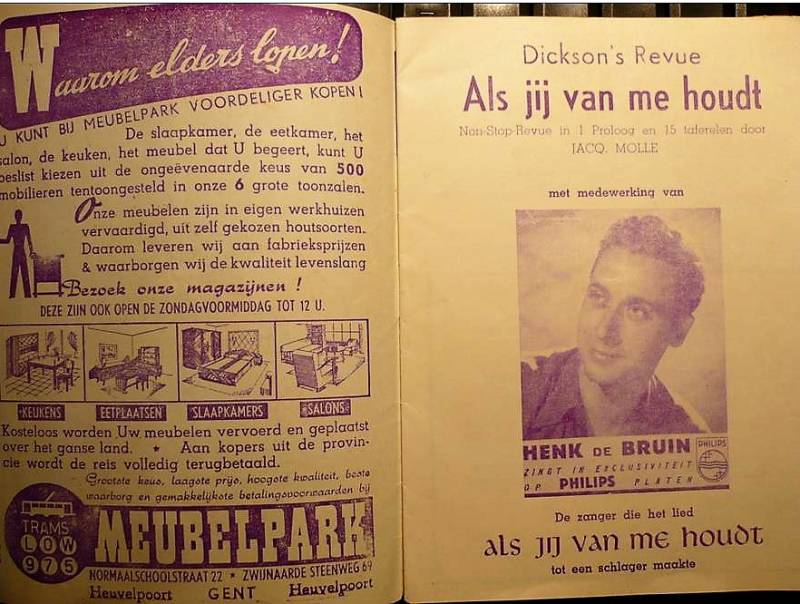 Waarom elders lopen!
U KUNT BIJ MEUBELPARK VOORDELIGER KOPEN!
De slaapkamer, de eetkamer, het
salon, de keuken, het meubel dat U begeert, kunt U
beslist kiezen uit de ongeëvenaarde keus van 500
mobilieren tentoongesteld in onze 6 grote toonzalen.
Onze meubelen zijn in eigen werkhuizen
vervaardigd, uit zelf gekozen houtsoorten.
Daarom leveren wij aan fabrieksprijzen
& waarborgen wij de kwaliteit levenslang
Bezoek onze magazijnen !
DEZE ZIJN OOK OPEN DE ZONDAGVOORMIDDAG TOT 12 U.
KEUKENS EETPLAATSEN SLAAPKAMERS SALONS
Kosteloos worden Uw meubelen vervoerd en geplaatst
over het ganse land. * Aan kopers uit de provin-
cie wordt de reis volledig terugbetaald.
Grootste keus, laagste prijs, hoogste kwaliteit, beste
waarborg en gemakkelijkste betalingsvoorwaarden bij
TRAMS
LOW
975
MEUBELPARK
NORMAALSCHOOLSTRAAT 22 * ZWIJNAARDE STEENWEG 69
Heuvelpoort GENT Heuvelpoort
Dickson's Revue
Als jij van me houdt
Non-Stop-Revue in 1 Proloog en 15 taferelen door
JACQ. MOLLE
met medewerking van
HENK DE BRUIN
ZINGT IN EXCLUSIVITEIT
OP PHILIPS PLATEN
PHILIPS
De zanger die het lied
als jij van me houdt
tot een schlager maakte